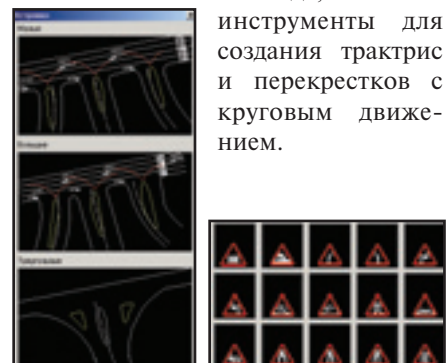 инструменты для
создания трактрис
и перекрестков с
круговым движе-
нием.